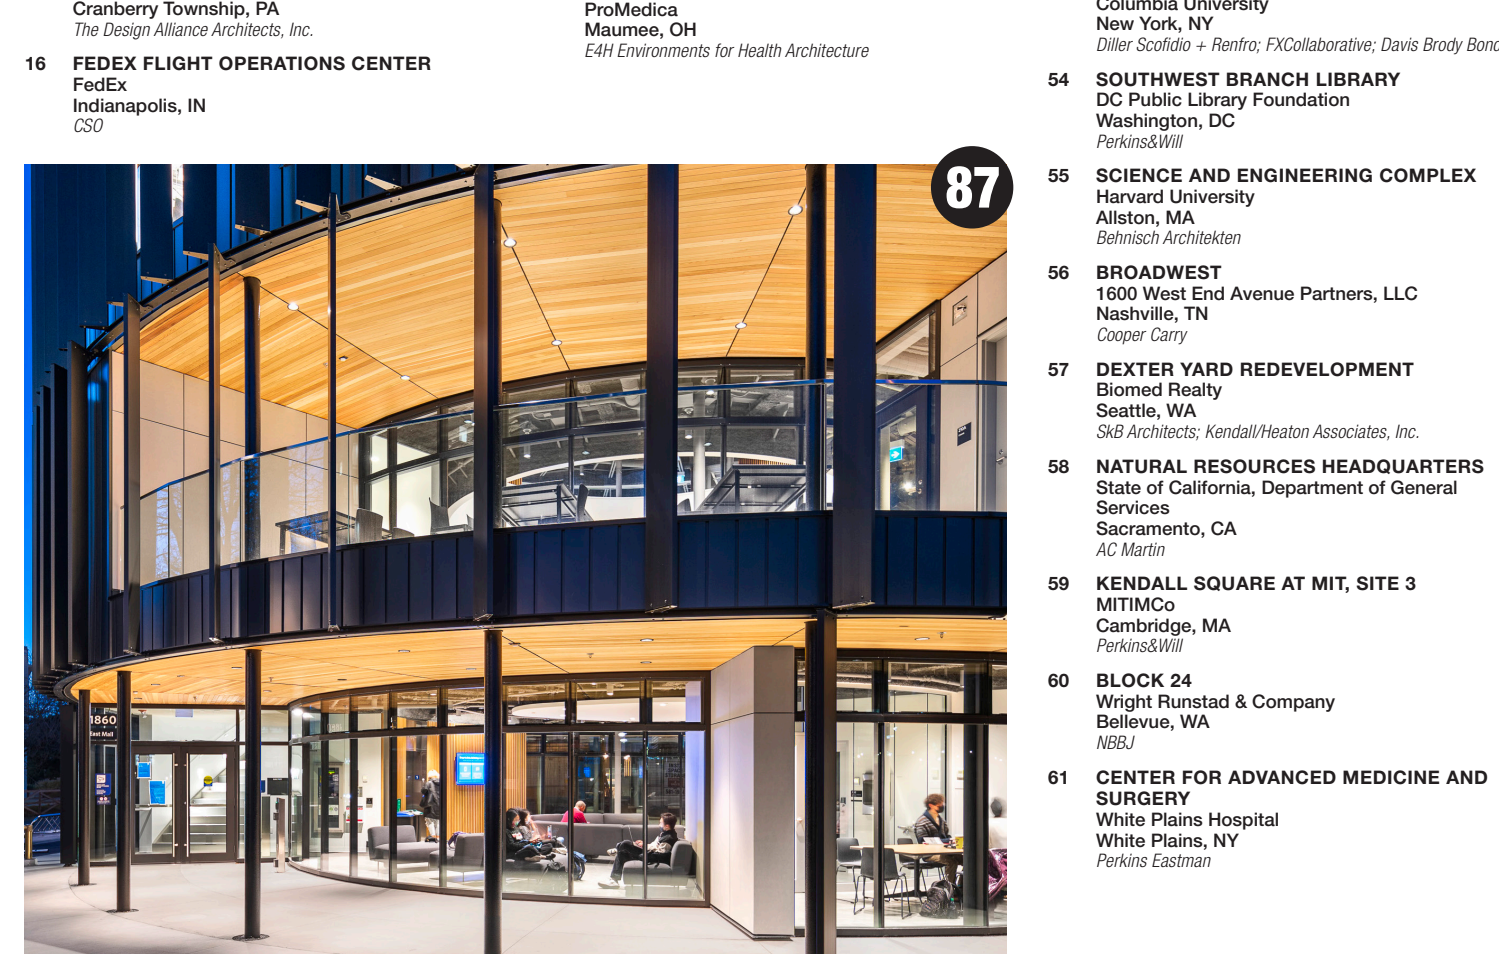 Cranberry Township, PA
The Design Alliance Architects, Inc.
16 FEDEX FLIGHT OPERATIONS CENTER
FedEx
Indianapolis, IN
CSO
ProMedica
Maumee, OH
E4H Environments for Health Architecture
87
1860
East Mall
Columbia University
New York, NY
Diller Scofidio + Renfro; FXCollaborative; Davis Brody Bond
54 SOUTHWEST BRANCH LIBRARY
DC Public Library Foundation
Washington, DC
Perkins&Will
55 SCIENCE AND ENGINEERING COMPLEX
Harvard University
Allston, MA
Behnisch Architekten
56 BROADWEST
1600 West End Avenue Partners, LLC
Nashville, TN
Cooper Carry
57 DEXTER YARD REDEVELOPMENT
Biomed Realty
Seattle, WA
SkB Architects; Kendall/Heaton Associates, Inc.
58 NATURAL RESOURCES HEADQUARTERS
State of California, Department of General
Services
Sacramento, CA
AC Martin
59 KENDALL SQUARE AT MIT, SITE 3
MITIMCo
Cambridge, MA
Perkins&Will
60 BLOCK 24
Wright Runstad & Company
Bellevue, WA
NBBJ
61 CENTER FOR ADVANCED MEDICINE AND
SURGERY
White Plains Hospital
White Plains, NY
Perkins Eastman